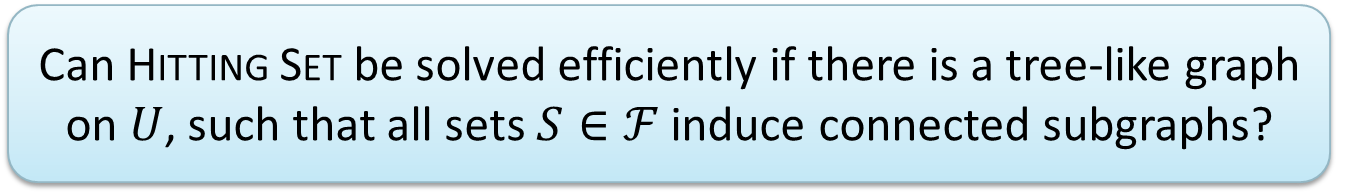 Can HITTING SET be solved efficiently if there is a tree-like graph
on 𝑈, such that all sets 𝑆 ∈ ℱ induce connected subgraphs?